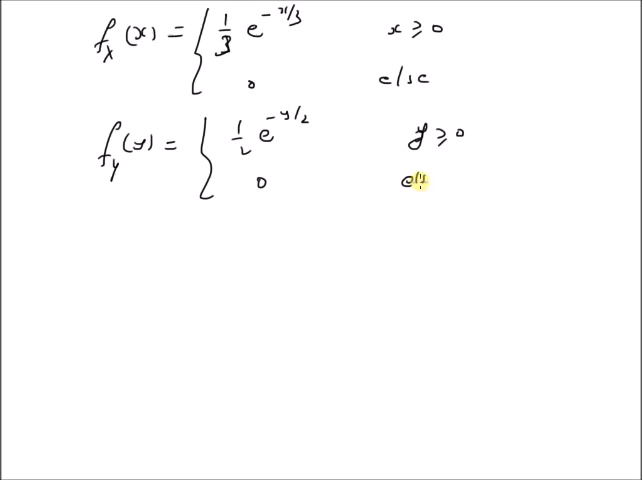 f_X(x) = { 1/3 e^{-x/3} x ≥ 0
0 else
f_Y(y) = { 1/2 e^{-y/2} y ≥ 0
0